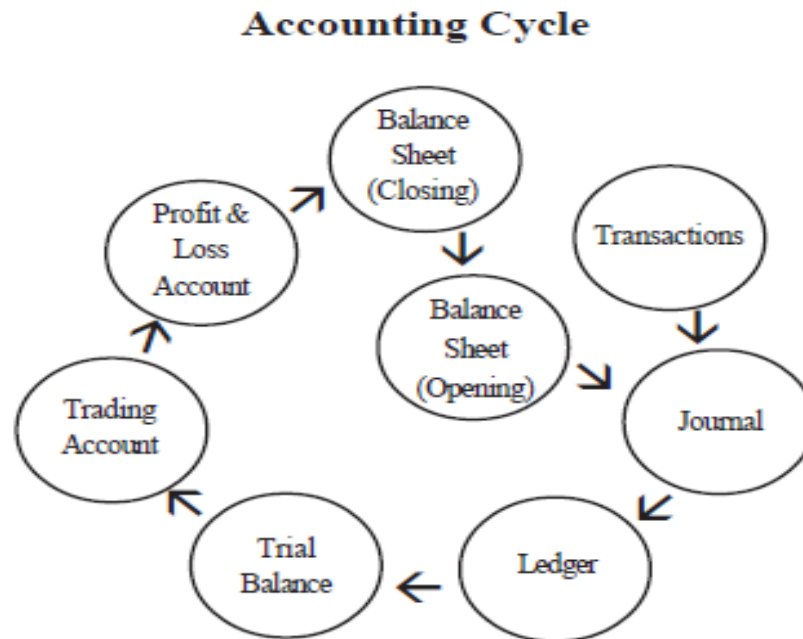 Accounting Cycle
Balance
Sheet
(Closing)
Profit &
Loss
Account
Transactions
Balance
Sheet
(Opening)
Trading
Account
Journal
Trial
Balance
Ledger